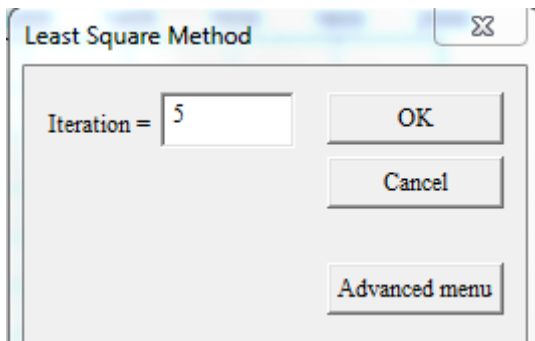 Least Square Method
Iteration = 5
OK
Cancel
Advanced menu